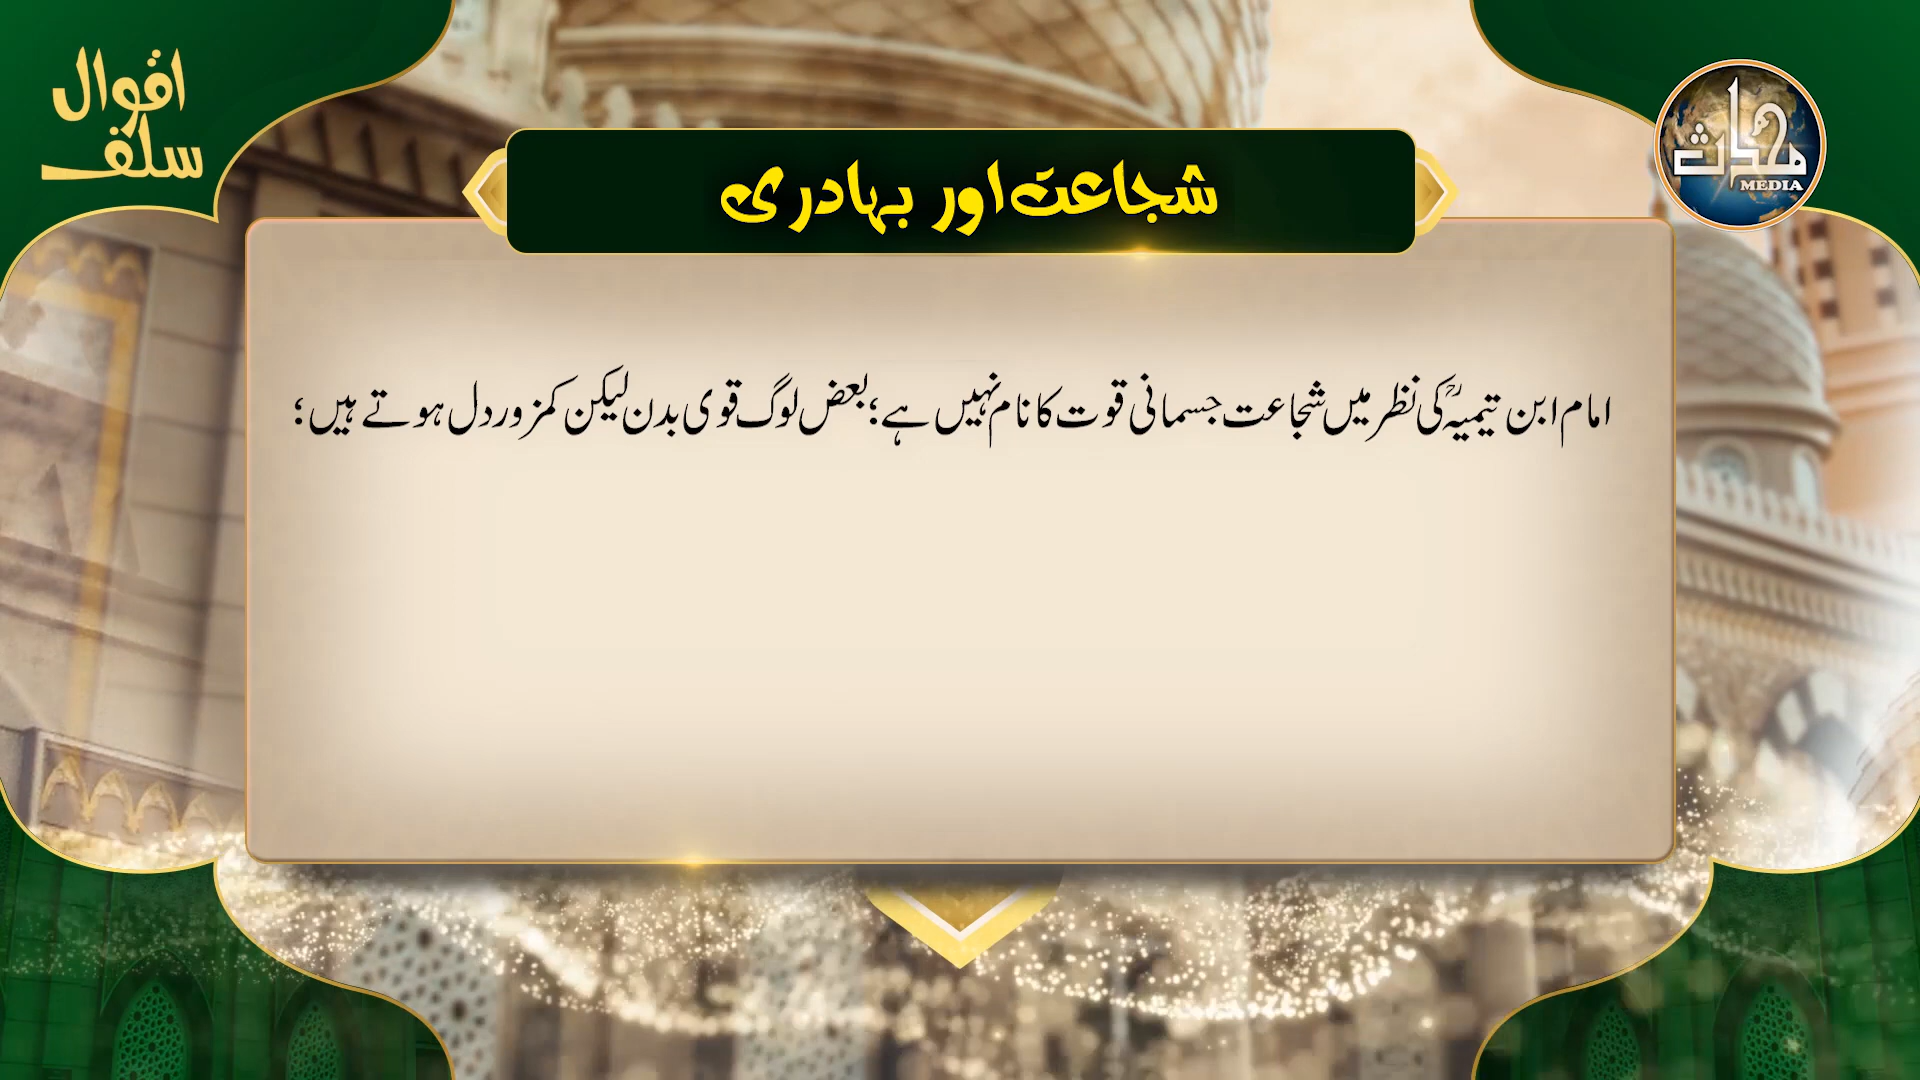 اقوال
سلف
محدث
MEDIA
شجاعت اور بہادری
امام ابن تیمیہؒ کی نظر میں شجاعت جسمانی قوت کا نام نہیں ہے؛ بعض لوگ قوی بدن لیکن کمزور دل ہوتے ہیں؛